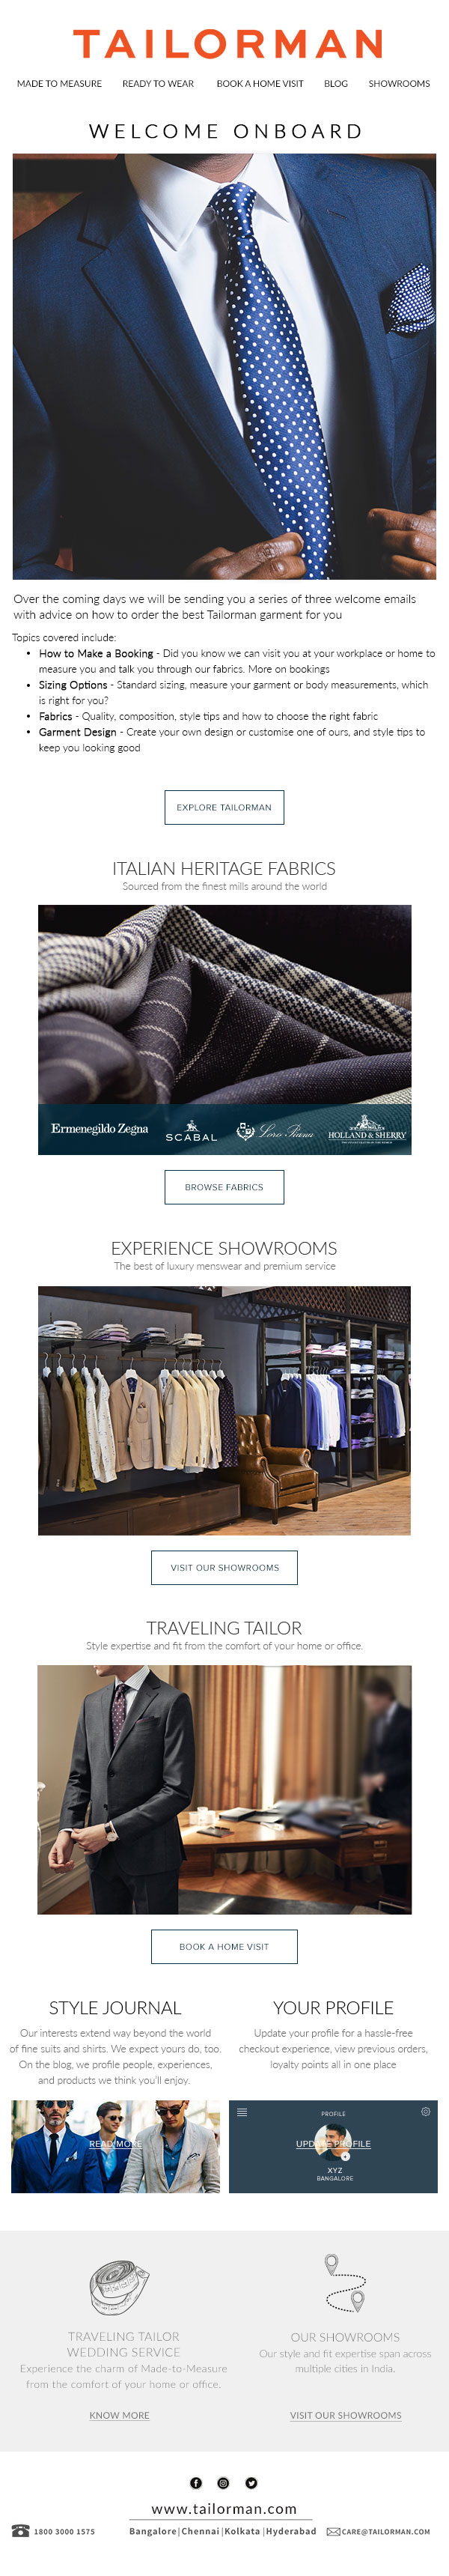 TAILORMAN
MADE TO MEASURE READY TO WEAR BOOK A HOME VISIT BLOG SHOWROOMS
WELCOME ONBOARD
Over the coming days we will be sending you a series of three welcome emails
with advice on how to order the best Tailorman garment for you
Topics covered include:
• How to Make a Booking - Did you know we can visit you at your workplace or home to
measure you and talk you through our fabrics. More on bookings
• Sizing Options - Standard sizing, measure your garment or body measurements, which
is right for you?
• Fabrics - Quality, composition, style tips and how to choose the right fabric
• Garment Design - Create your own design or customise one of ours, and style tips to
keep you looking good
EXPLORE TAILORMAN
ITALIAN HERITAGE FABRICS
Sourced from the finest mills around the world
Ermenegildo Zegna SCABAL Loro Piana HOLLAND & SHERRY
BROWSE FABRICS
EXPERIENCE SHOWROOMS
The best of luxury menswear and premium service
VISIT OUR SHOWROOMS
TRAVELING TAILOR
Style expertise and fit from the comfort of your home or office.
BOOK A HOME VISIT
STYLE JOURNAL
Our interests extend way beyond the world
of fine suits and shirts. We expect yours do, too.
On the blog, we profile people, experiences,
and products we think you'll enjoy.
READ MORE
YOUR PROFILE
Update your profile for a hassle-free
checkout experience, view previous orders,
loyalty points all in one place
PROFILE
UPDATE PROFILE
XYZ
BANGALORE
TRAVELING TAILOR
WEDDING SERVICE
Experience the charm of Made-to-Measure
from the comfort of your home or office.
KNOW MORE
OUR SHOWROOMS
Our style and fit expertise span across
multiple cities in India.
VISIT OUR SHOWROOMS
www.tailorman.com
1800 3000 1575 Bangalore|Chennai|Kolkata|Hyderabad CARE@TAILORMAN.COM